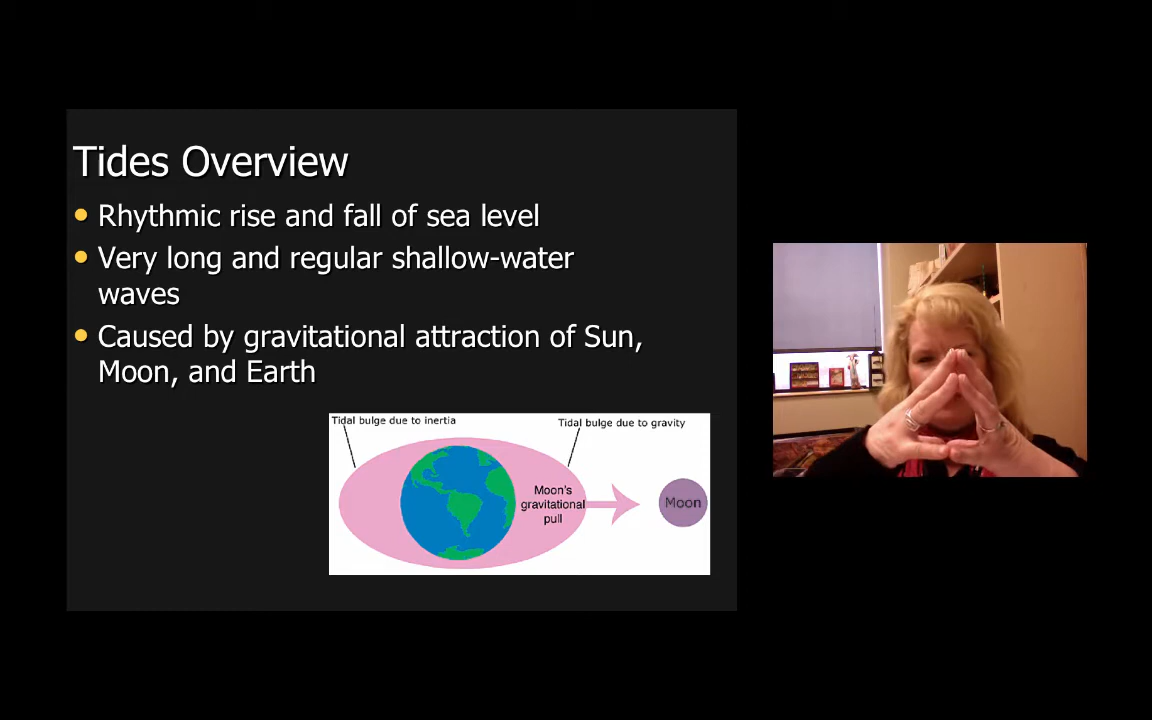 Tides Overview
Rhythmic rise and fall of sea level
Very long and regular shallow-water
waves
Caused by gravitational attraction of Sun,
Moon, and Earth
Tidal bulge due to inertia
Tidal bulge due to gravity
Moon's
gravitational
pull
Moon